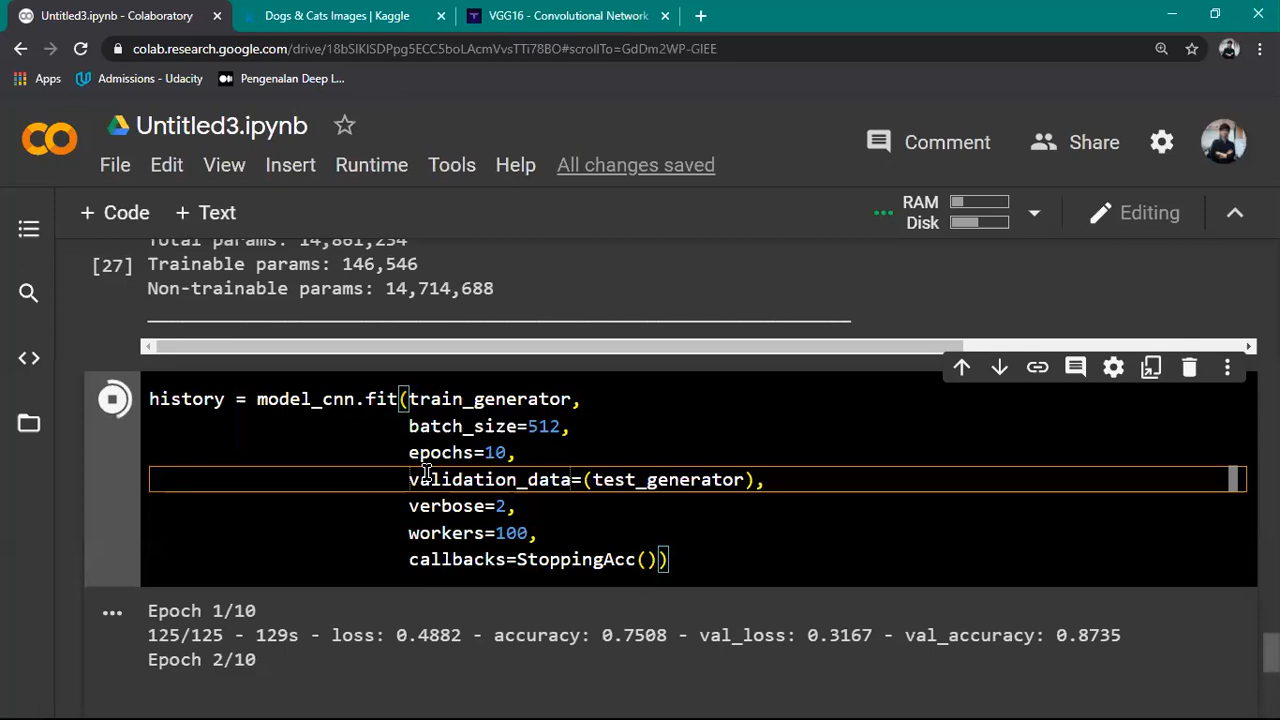 Untitled3.ipynb - Colaboratory
Dogs & Cats Images | Kaggle
VGG16 - Convolutional Network
colab.research.google.com/drive/18bSlKlSDPpg5ECC5boLAcmVvsTTi78BO#scrollTo=GdDm2WP-GlEE
Apps
Admissions - Udacity
Pengenalan Deep L...
Untitled3.ipynb
File Edit View Insert Runtime Tools Help All changes saved
Comment
Share
+ Code + Text
RAM
Disk
Editing
Total params: 14,861,234
[27] Trainable params: 146,546
Non-trainable params: 14,714,688
history = model_cnn.fit(train_generator,
batch_size=512,
epochs=10,
validation_data=(test_generator),
verbose=2,
workers=100,
callbacks=StoppingAcc())
Epoch 1/10
125/125 - 129s - loss: 0.4882 - accuracy: 0.7508 - val_loss: 0.3167 - val_accuracy: 0.8735
Epoch 2/10